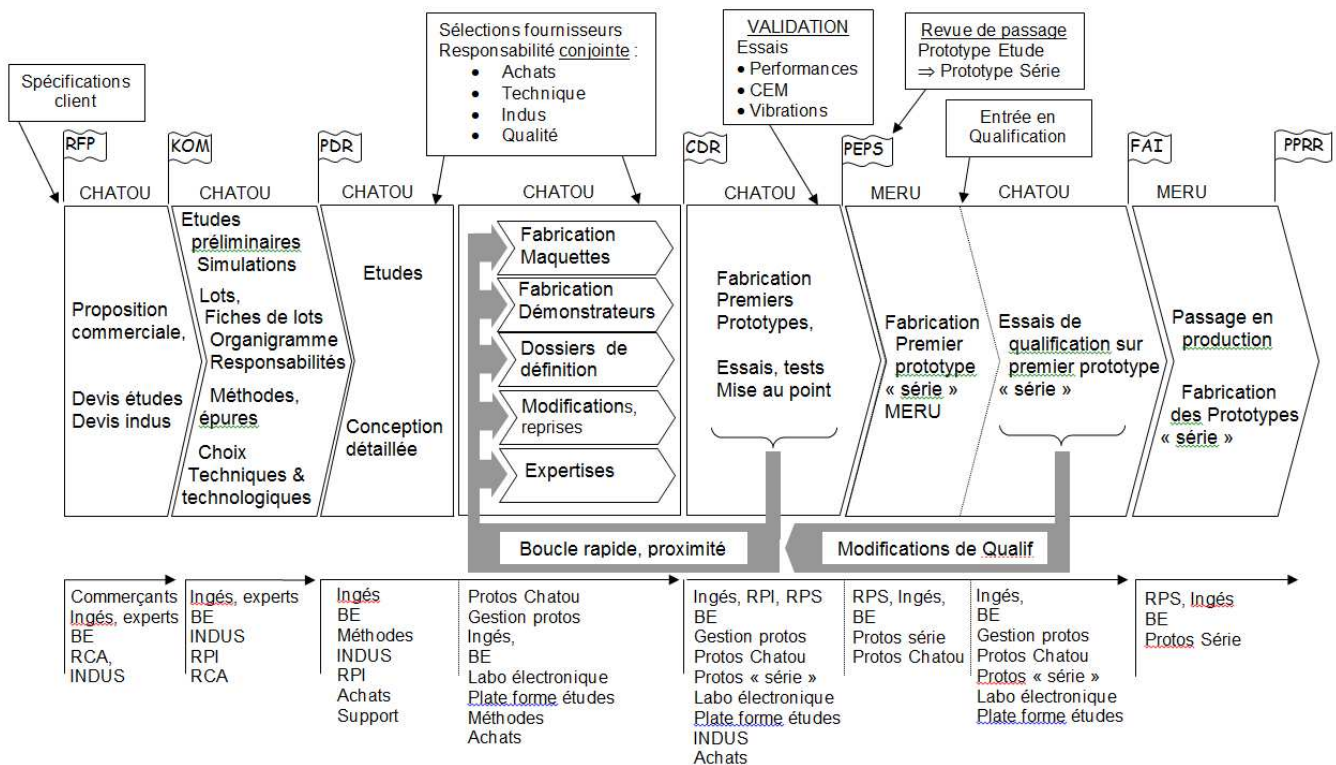 Spécifications
client
Sélections fournisseurs
Responsabilité conjointe :
• Achats
• Technique
• Indus
• Qualité
VALIDATION
Essais
• Performances
• CEM
• Vibrations
Revue de passage
Prototype Etude
⇒ Prototype Série
Entrée en
Qualification
RFP
KOM
PDR
CDR
PEPS
FAI
PPRR
CHATOU
CHATOU
CHATOU
CHATOU
CHATOU
MERU
CHATOU
MERU
Proposition
commerciale,
Devis études
Devis indus
Etudes
préliminaires
Simulations
Lots,
Fiches de lots
Organigramme
Responsabilités
Méthodes,
épures
Choix
Techniques &
technologiques
Etudes
Conception
détaillée
Fabrication
Maquettes
Fabrication
Démonstrateurs
Dossiers de
définition
Modifications,
reprises
Expertises
Fabrication
Premiers
Prototypes,
Essais, tests
Mise au point
Fabrication
Premier
prototype
« série »
MERU
Essais de
qualification sur
premier prototype
« série »
Passage en
production
Fabrication
des Prototypes
« série »
Boucle rapide, proximité
Modifications de Qualif
Commerçants
Ingés, experts
BE
RCA,
INDUS
Ingés, experts
BE
INDUS
RPI
RCA
Ingés
BE
Méthodes
INDUS
RPI
Achats
Support
Protos Chatou
Gestion protos
Ingés,
BE
Labo électronique
Plate forme études
Méthodes
Achats
Ingés, RPI, RPS
BE
Gestion protos
Protos Chatou
Protos « série »
Labo électronique
Plate forme études
INDUS
Achats
RPS, Ingés,
BE
Protos série
Protos Chatou
Ingés,
BE
Gestion protos
Protos Chatou
Protos « série »
Labo électronique
Plate forme études
RPS, Ingés
BE
Protos Série